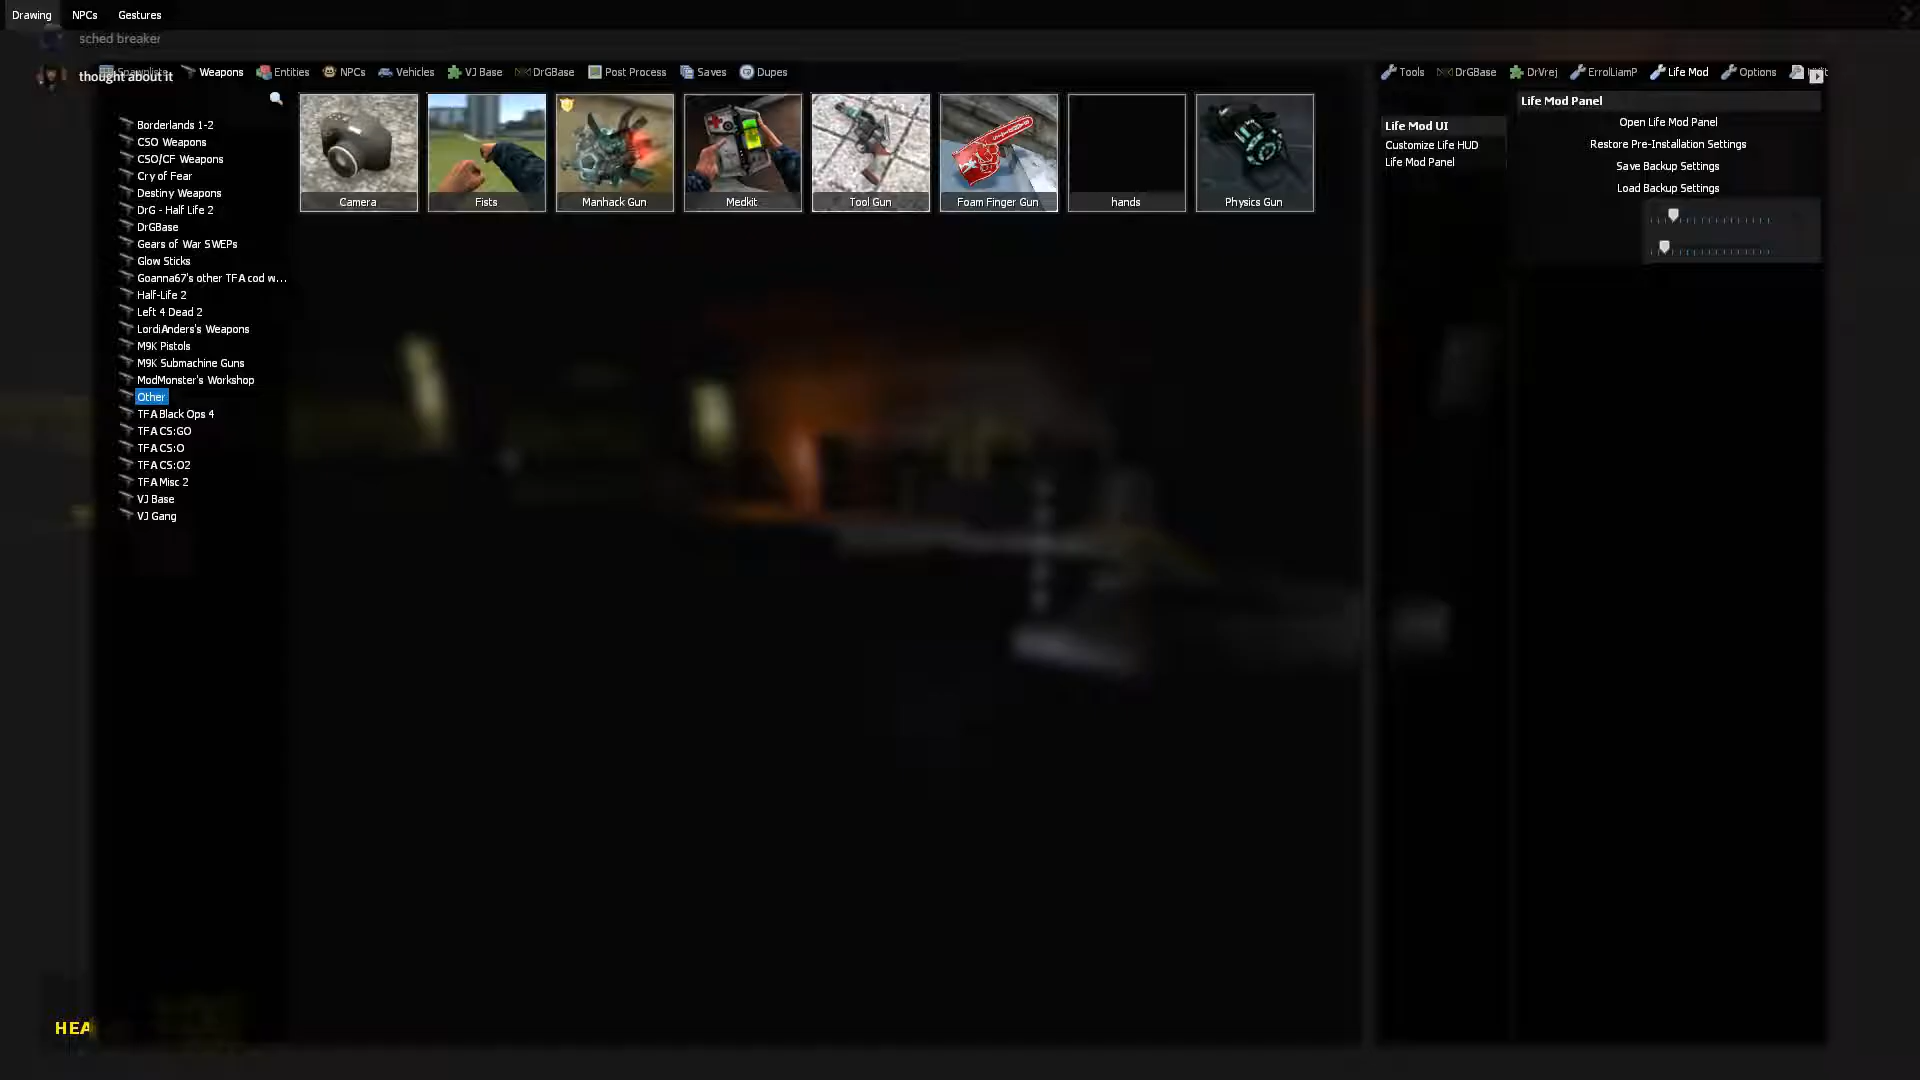 Drawing NPCs Gestures
sched breaker
thought about it
Weapons Entities NPCs Vehicles VJ Base DrGBase Post Process Saves Dupes
Tools DrGBase DrVrej ErrolLiamP Life Mod Options
Borderlands 1-2
CSO Weapons
CSO/CF Weapons
Cry of Fear
Destiny Weapons
DrG - Half Life 2
DrGBase
Gears of War SWEPs
Glow Sticks
Goanna67's other TFA cod w...
Half-Life 2
Left 4 Dead 2
LordiAnders's Weapons
M9K Pistols
M9K Submachine Guns
ModMonster's Workshop
Other
TFA Black Ops 4
TFA CS:GO
TFA CS:O
TFA CS:O2
TFA Misc 2
VJ Base
VJ Gang
Camera Fists Manhack Gun Medkit Tool Gun Foam Finger Gun hands Physics Gun
Life Mod UI
Customize Life HUD
Life Mod Panel
Life Mod Panel
Open Life Mod Panel
Restore Pre-Installation Settings
Save Backup Settings
Load Backup Settings
HEA